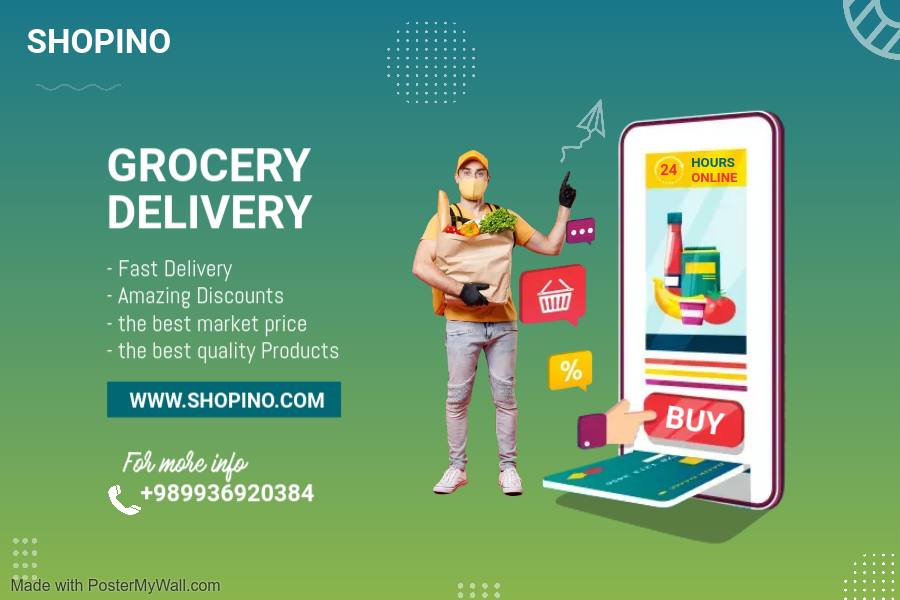 SHOPINO
GROCERY
DELIVERY
- Fast Delivery
- Amazing Discounts
- the best market price
- the best quality Products
WWW.SHOPINO.COM
For more info
+989936920384
24 HOURS
ONLINE
%
BUY
Made with PosterMyWall.com